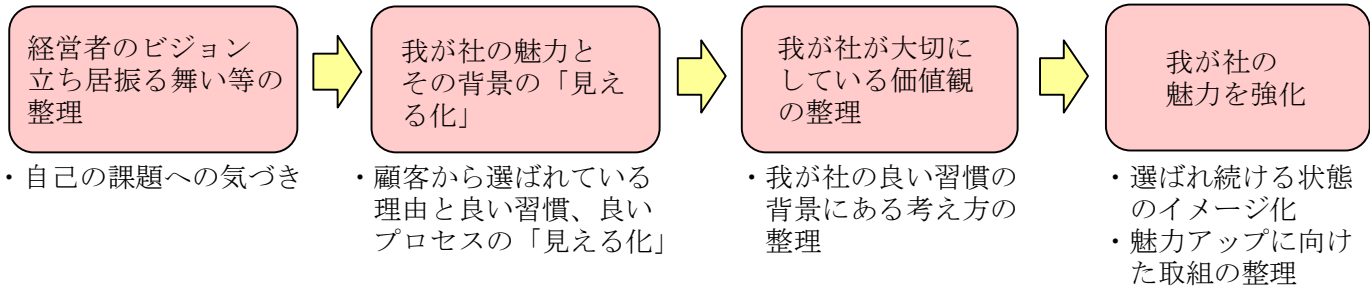 経営者のビジョン
立ち居振る舞い等の
整理
・自己の課題への気づき
我が社の魅力と
その背景の「見え
る化」
・顧客から選ばれている
理由と良い習慣、良い
プロセスの「見える化」
我が社が大切に
している価値観
の整理
・我が社の良い習慣の
背景にある考え方の
整理
我が社の
魅力を強化
・選ばれ続ける状態
のイメージ化
・魅力アップに向け
た取組の整理